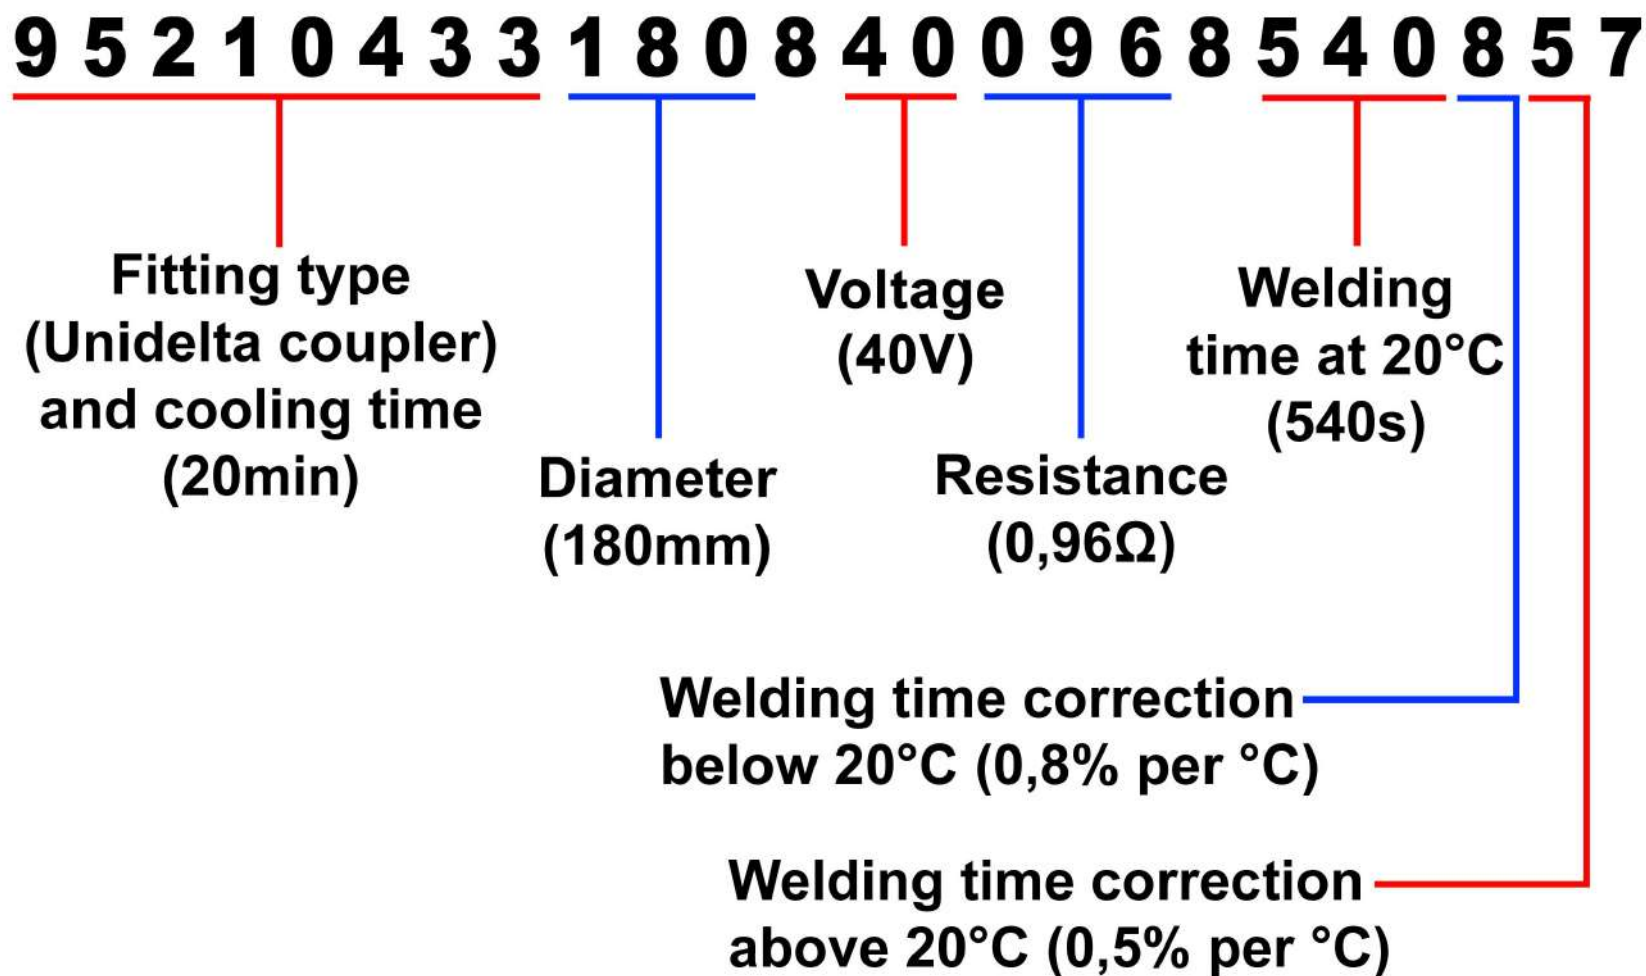 9 5 2 1 0 4 3 3 1 8 0 8 4 0 0 9 6 8 5 4 0 8 5 7
Fitting type
(Unidelta coupler)
and cooling time
(20min)
Diameter
(180mm)
Voltage
(40V)
Resistance
(0,96Ω)
Welding
time at 20°C
(540s)
Welding time correction
below 20°C (0,8% per °C)
Welding time correction
above 20°C (0,5% per °C)